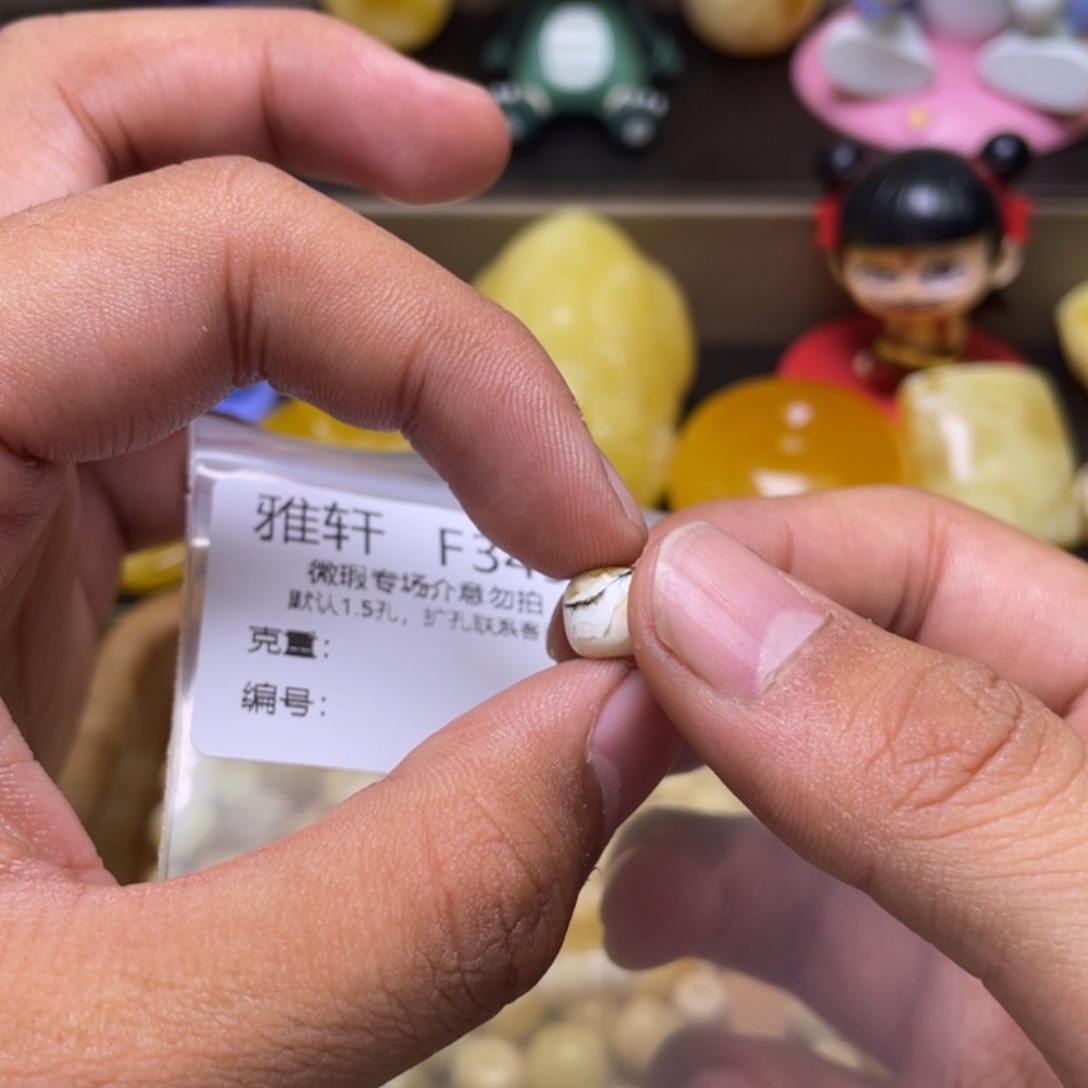 雅轩 F34
微瑕专场介意勿拍
默认1.5孔，扩孔联系客
克重：
编号：